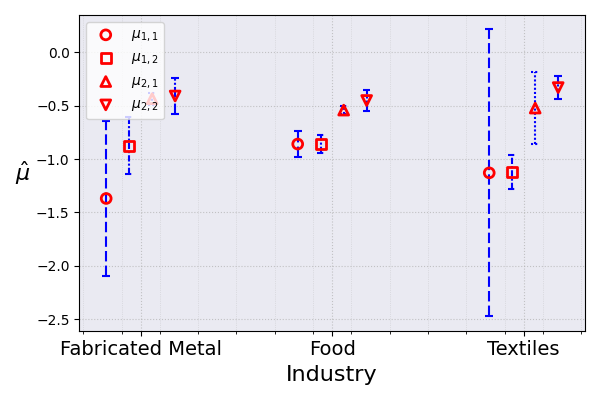 μ₁,₁
μ₁,₂
μ₂,₁
μ₂,₂
0.0
−0.5
−1.0
−1.5
−2.0
−2.5
μ̂
Fabricated Metal
Food
Textiles
Industry